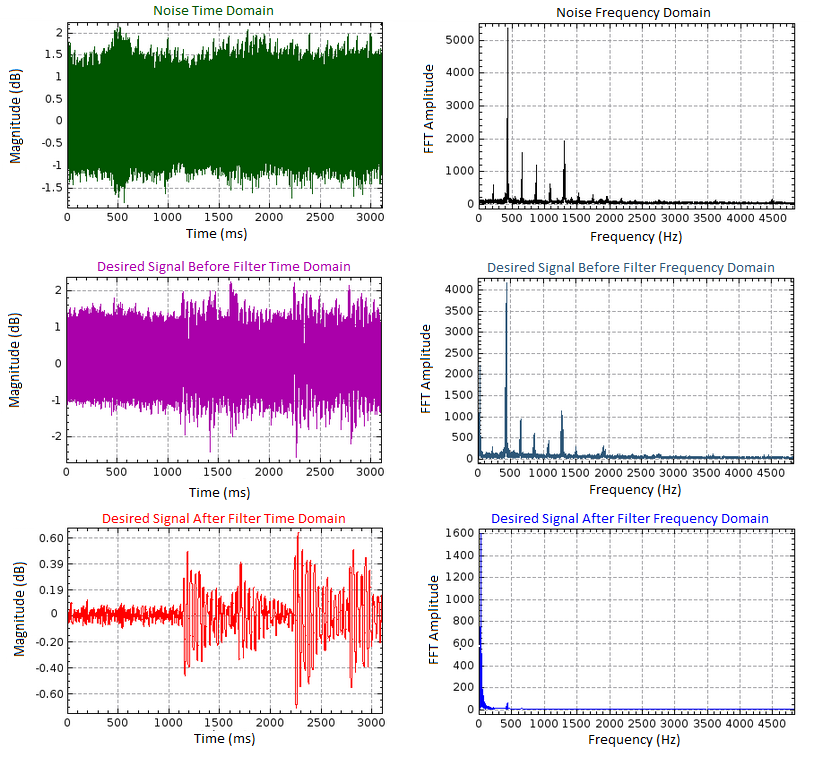 Noise Time Domain
Magnitude (dB)
2
1.5
1
0.5
0
-0.5
-1
-1.5
0 500 1000 1500 2000 2500 3000
Time (ms)
Noise Frequency Domain
FFT Amplitude
5000
4000
3000
2000
1000
0
0 500 1000 1500 2000 2500 3000 3500 4000 4500
Frequency (Hz)
Desired Signal Before Filter Time Domain
Magnitude (dB)
2
1
0
-1
-2
0 500 1000 1500 2000 2500 3000
Time (ms)
Desired Signal Before Filter Frequency Domain
FFT Amplitude
4000
3500
3000
2500
2000
1500
1000
500
0
0 500 1000 1500 2000 2500 3000 3500 4000 4500
Frequency (Hz)
Desired Signal After Filter Time Domain
Magnitude (dB)
0.60
0.39
0.19
0
-0.20
-0.40
-0.60
0 500 1000 1500 2000 2500 3000
Time (ms)
Desired Signal After Filter Frequency Domain
FFT Amplitude
1600
1400
1200
1000
800
600
400
200
0
0 500 1000 1500 2000 2500 3000 3500 4000 4500
Frequency (Hz)